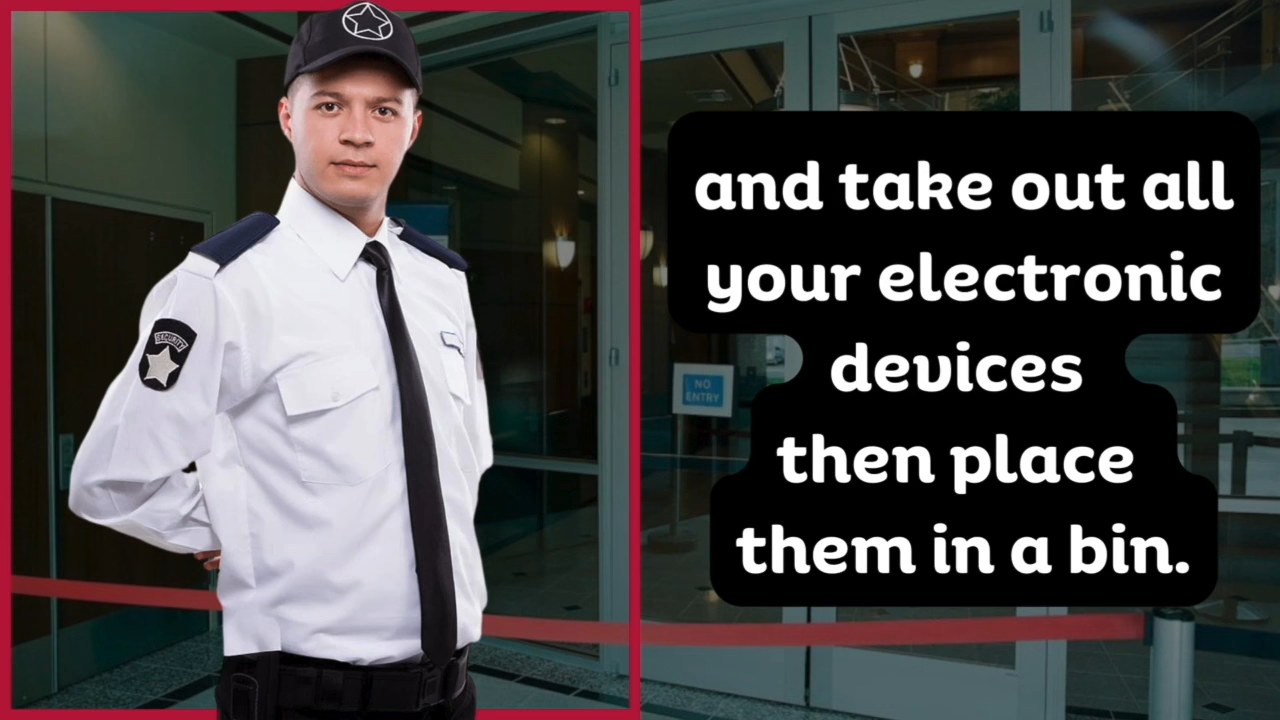 SECURITY
and take out all
your electronic
devices
then place
them in a bin.
NO
ENTRY